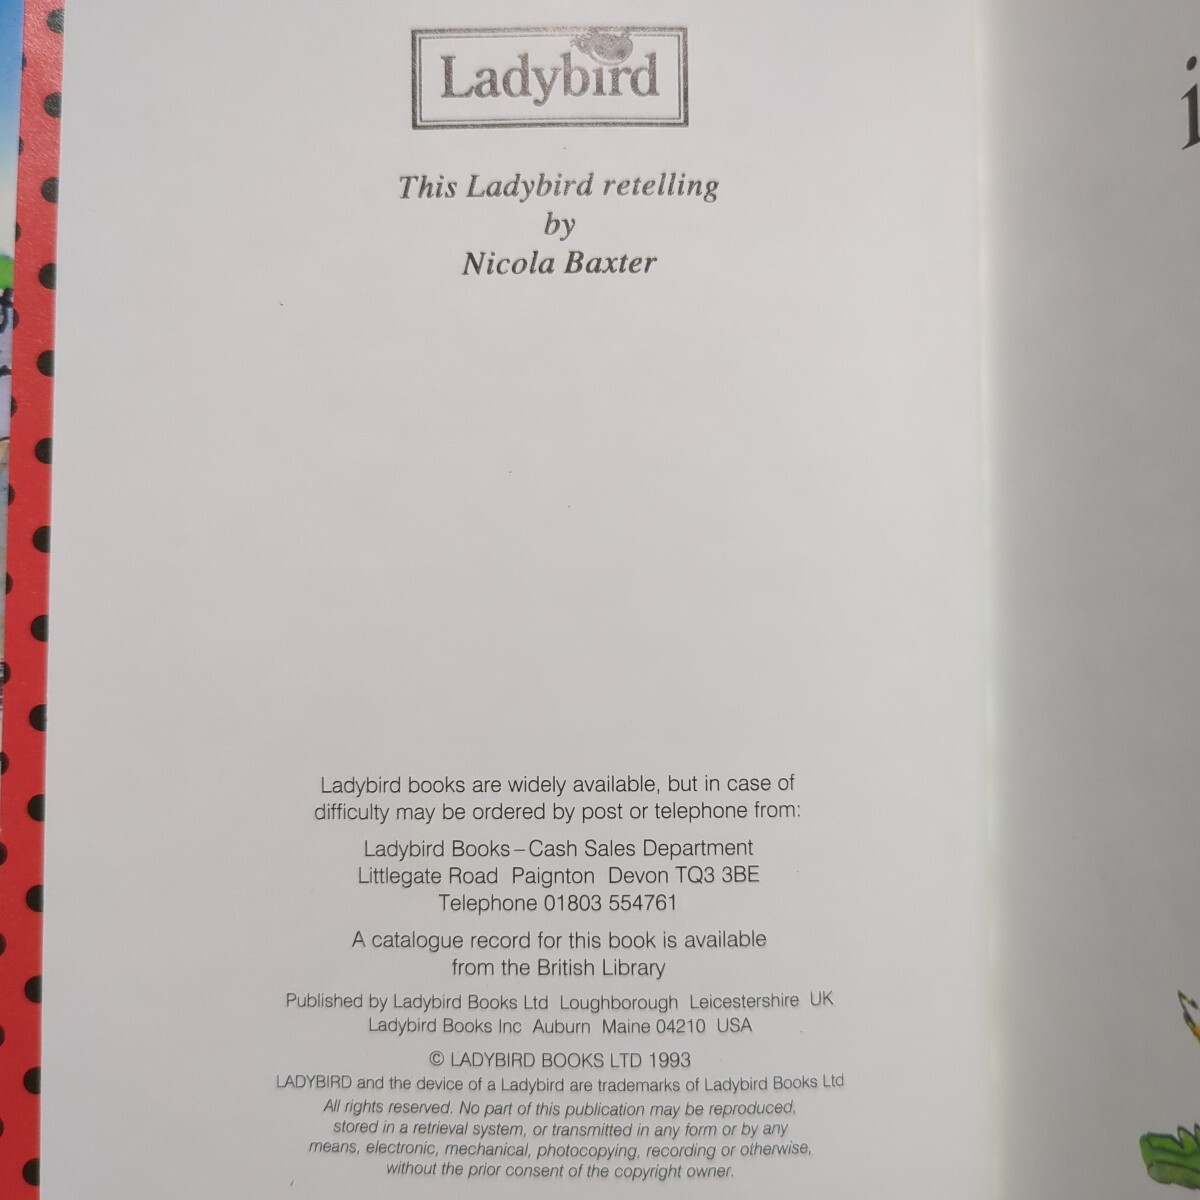 Ladybird
This Ladybird retelling
by
Nicola Baxter
Ladybird books are widely available, but in case of
difficulty may be ordered by post or telephone from:
Ladybird Books – Cash Sales Department
Littlegate Road Paignton Devon TQ3 3BE
Telephone 01803 554761
A catalogue record for this book is available
from the British Library
Published by Ladybird Books Ltd Loughborough Leicestershire UK
Ladybird Books Inc Auburn Maine 04210 USA
© LADYBIRD BOOKS LTD 1993
LADYBIRD and the device of a Ladybird are trademarks of Ladybird Books Ltd
All rights reserved. No part of this publication may be reproduced,
stored in a retrieval system, or transmitted in any form or by any
means, electronic, mechanical, photocopying, recording or otherwise,
without the prior consent of the copyright owner.